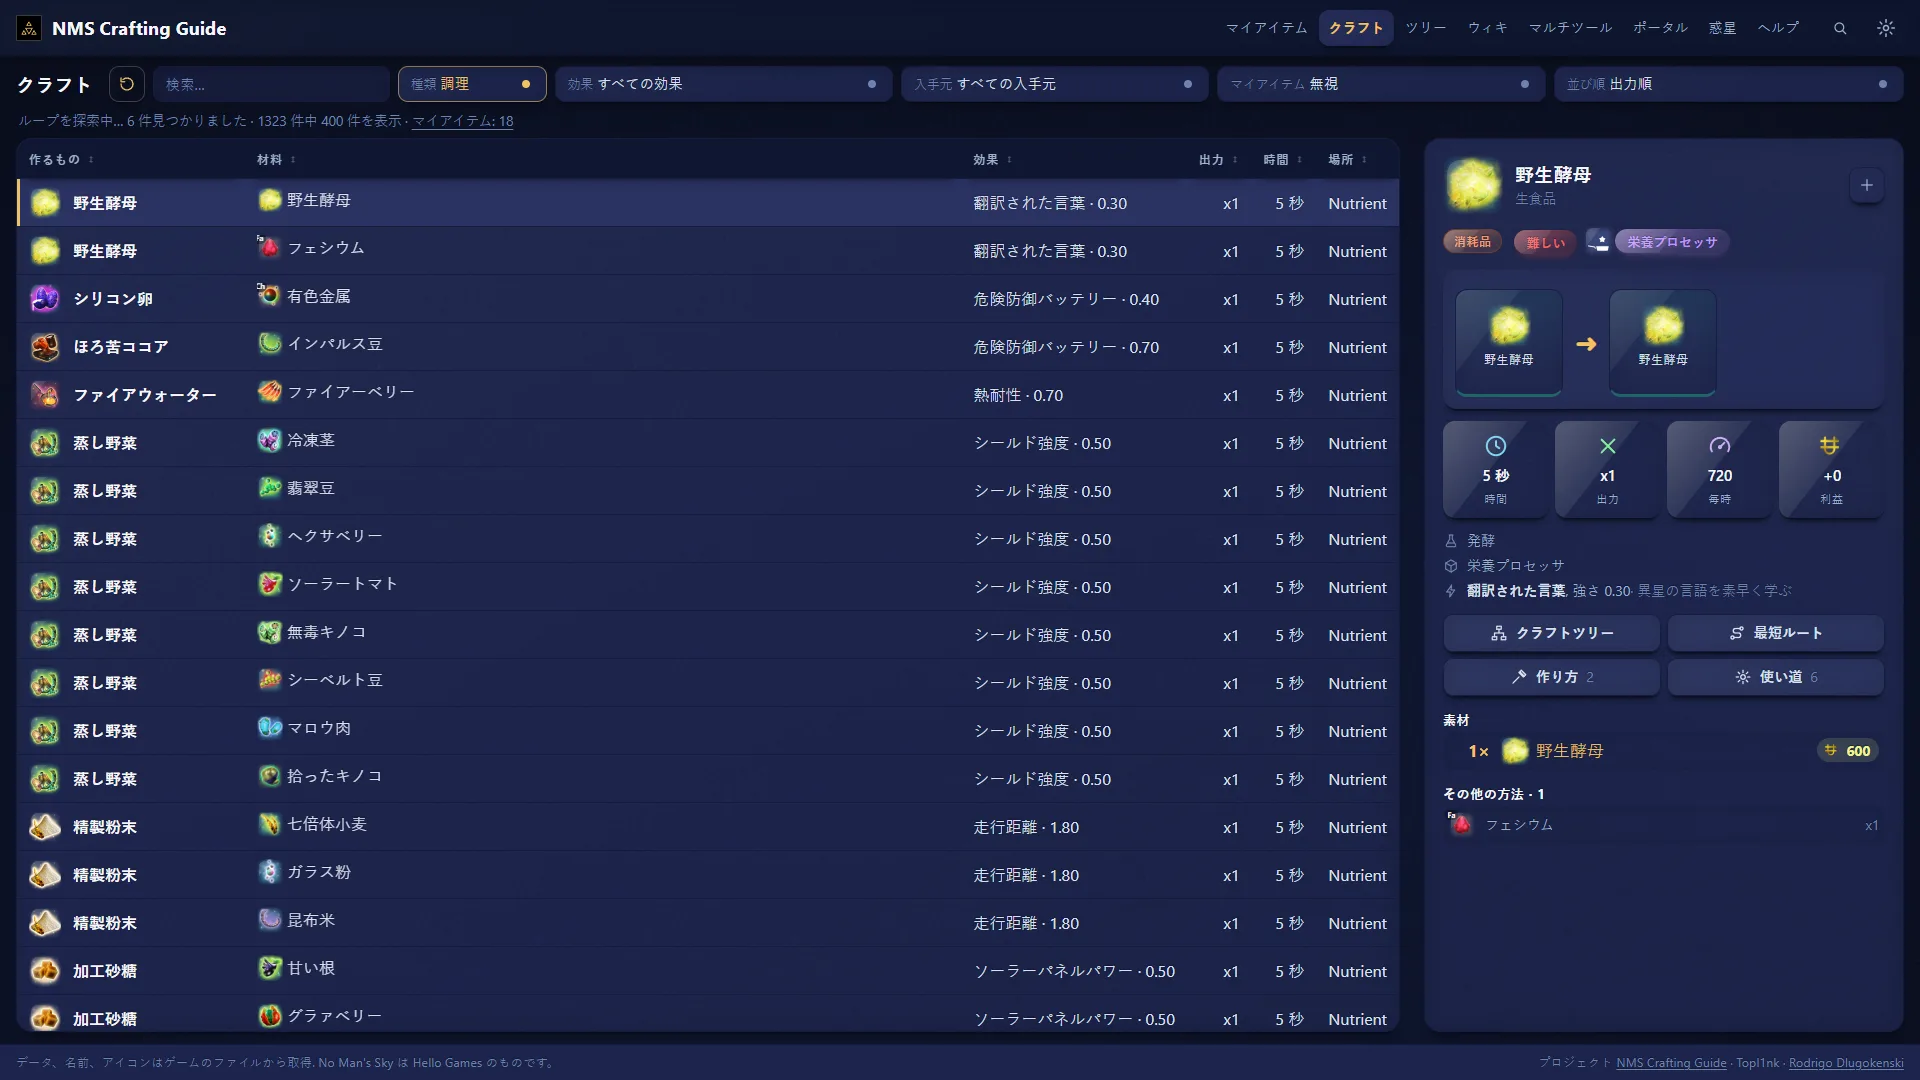 NMS Crafting Guide
マイアイテム クラフト ツリー ウィキ マルチツール ポータル 惑星 ヘルプ
クラフト 検索... 種類 調理 効果 すべての効果 入手元 すべての入手元 マイアイテム 無視 並び順 出力順
ループを探索中... 6 件見つかりました · 1323 件中 400 件を表示 · マイアイテム: 18
作るもの 材料 効果 出力 時間 場所
野生酵母 野生酵母 翻訳された言葉 · 0.30 x1 5 秒 Nutrient
野生酵母 Fa フェシウム 翻訳された言葉 · 0.30 x1 5 秒 Nutrient
シリコン卵 Ch 有色金属 危険防御バッテリー · 0.40 x1 5 秒 Nutrient
ほろ苦ココア インパルス豆 危険防御バッテリー · 0.70 x1 5 秒 Nutrient
ファイアウォーター ファイアーベリー 熱耐性 · 0.70 x1 5 秒 Nutrient
蒸し野菜 冷凍茎 シールド強度 · 0.50 x1 5 秒 Nutrient
蒸し野菜 翡翠豆 シールド強度 · 0.50 x1 5 秒 Nutrient
蒸し野菜 ヘクサベリー シールド強度 · 0.50 x1 5 秒 Nutrient
蒸し野菜 ソーラートマト シールド強度 · 0.50 x1 5 秒 Nutrient
蒸し野菜 無毒キノコ シールド強度 · 0.50 x1 5 秒 Nutrient
蒸し野菜 シーベルト豆 シールド強度 · 0.50 x1 5 秒 Nutrient
蒸し野菜 マロウ肉 シールド強度 · 0.50 x1 5 秒 Nutrient
蒸し野菜 拾ったキノコ シールド強度 · 0.50 x1 5 秒 Nutrient
精製粉末 七倍体小麦 走行距離 · 1.80 x1 5 秒 Nutrient
精製粉末 ガラス粉 走行距離 · 1.80 x1 5 秒 Nutrient
精製粉末 昆布米 走行距離 · 1.80 x1 5 秒 Nutrient
加工砂糖 甘い根 ソーラーパネルパワー · 0.50 x1 5 秒 Nutrient
加工砂糖 グラァベリー ソーラーパネルパワー · 0.50 x1 5 秒 Nutrient
野生酵母
生食品
消耗品 難しい 栄養プロセッサ
野生酵母 野生酵母
5 秒 x1 720 +0
時間 出力 毎時 利益
発酵
栄養プロセッサ
翻訳された言葉, 強さ 0.30· 異星の言語を素早く学ぶ
クラフトツリー 最短ルート
作り方 2 使い道 6
素材
1× 野生酵母 600
その他の方法 · 1
Fa フェシウム x1
データ、名前、アイコンはゲームのファイルから取得. No Man's Sky は Hello Games のものです。
プロジェクト NMS Crafting Guide · Topl1nk · Rodrigo Dlugokenski